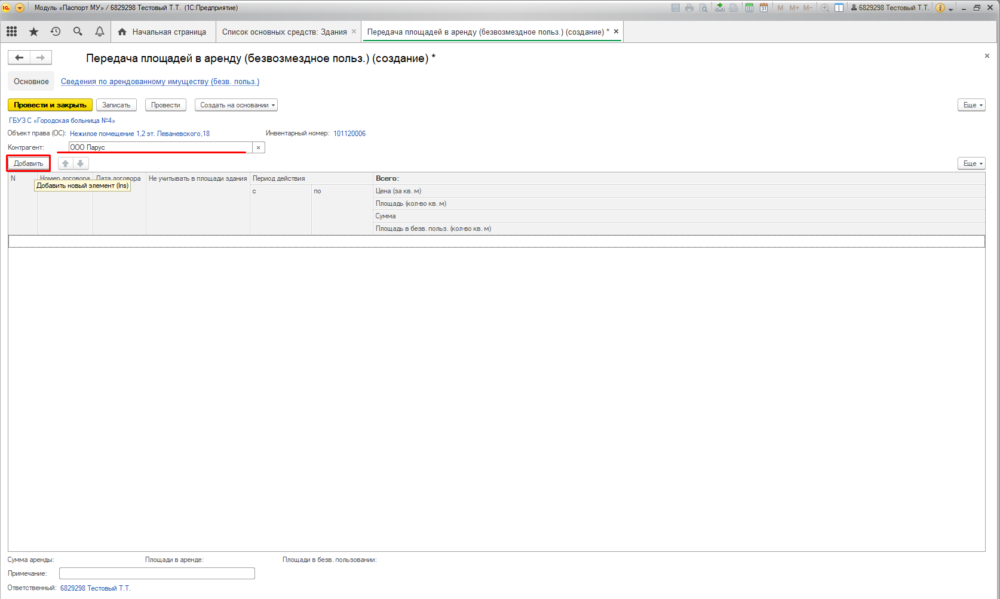 Модуль «Паспорт МУ» / 6829298 Тестовый Т.Т. (1С:Предприятие)
M M+ M-
6829298 Тестовый Т.Т.
Начальная страница
Список основных средств: Здания
Передача площадей в аренду (безвозмездное польз.) (создание) *
Передача площадей в аренду (безвозмездное польз.) (создание) *
Основное
Сведения по арендованному имуществу (безв. польз.)
Провести и закрыть
Записать
Провести
Создать на основании
Еще
ГБУЗ С «Городская больница №4»
Объект права (ОС): Нежилое помещение 1,2 эт. Леваневского,18
Инвентарный номер: 101120006
Контрагент: ООО Парус
Добавить
Еще
N
Номер договора
Дата договора
Не учитывать в площади здания
Период действия
с
по
Всего:
Цена (за кв. м)
Площадь (кол-во кв. м)
Сумма
Площадь в безв. польз. (кол-во кв. м)
Добавить новый элемент (Ins)
Сумма аренды:
Площади в аренде:
Площади в безв. пользовании:
Примечание:
Ответственный: 6829298 Тестовый Т.Т.